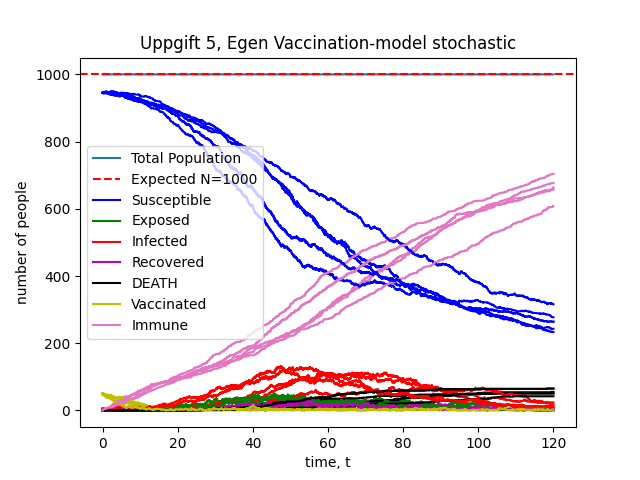 Uppgift 5, Egen Vaccination-model stochastic
1000
800
600
400
200
0
number of people
Total Population
Expected N=1000
Susceptible
Exposed
Infected
Recovered
DEATH
Vaccinated
Immune
0 20 40 60 80 100 120
time, t